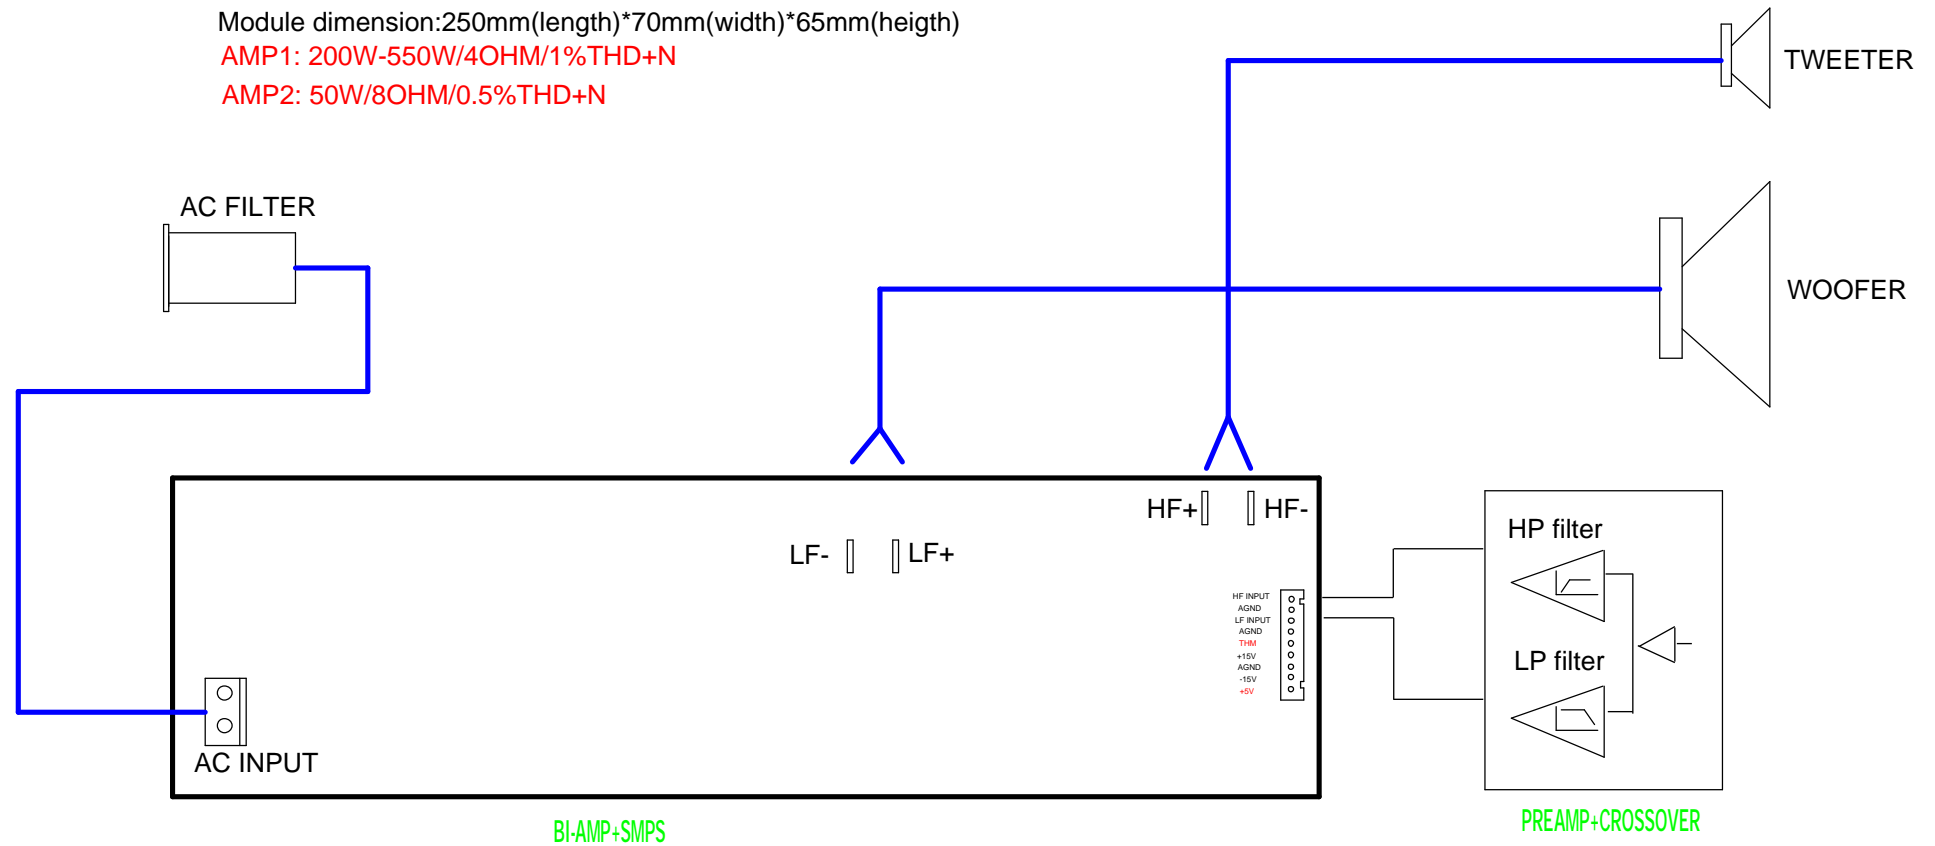 Module dimension:250mm(length)*70mm(width)*65mm(heigth)
AMP1: 200W-550W/4OHM/1%THD+N
AMP2: 50W/8OHM/0.5%THD+N
TWEETER
AC FILTER
WOOFER
HF+ HF-
LF- LF+
HP filter
HF INPUT
AGND
LF INPUT
AGND
THM
+15V
AGND
-15V
+5V
LP filter
AC INPUT
BI-AMP+SMPS
PREAMP+CROSSOVER